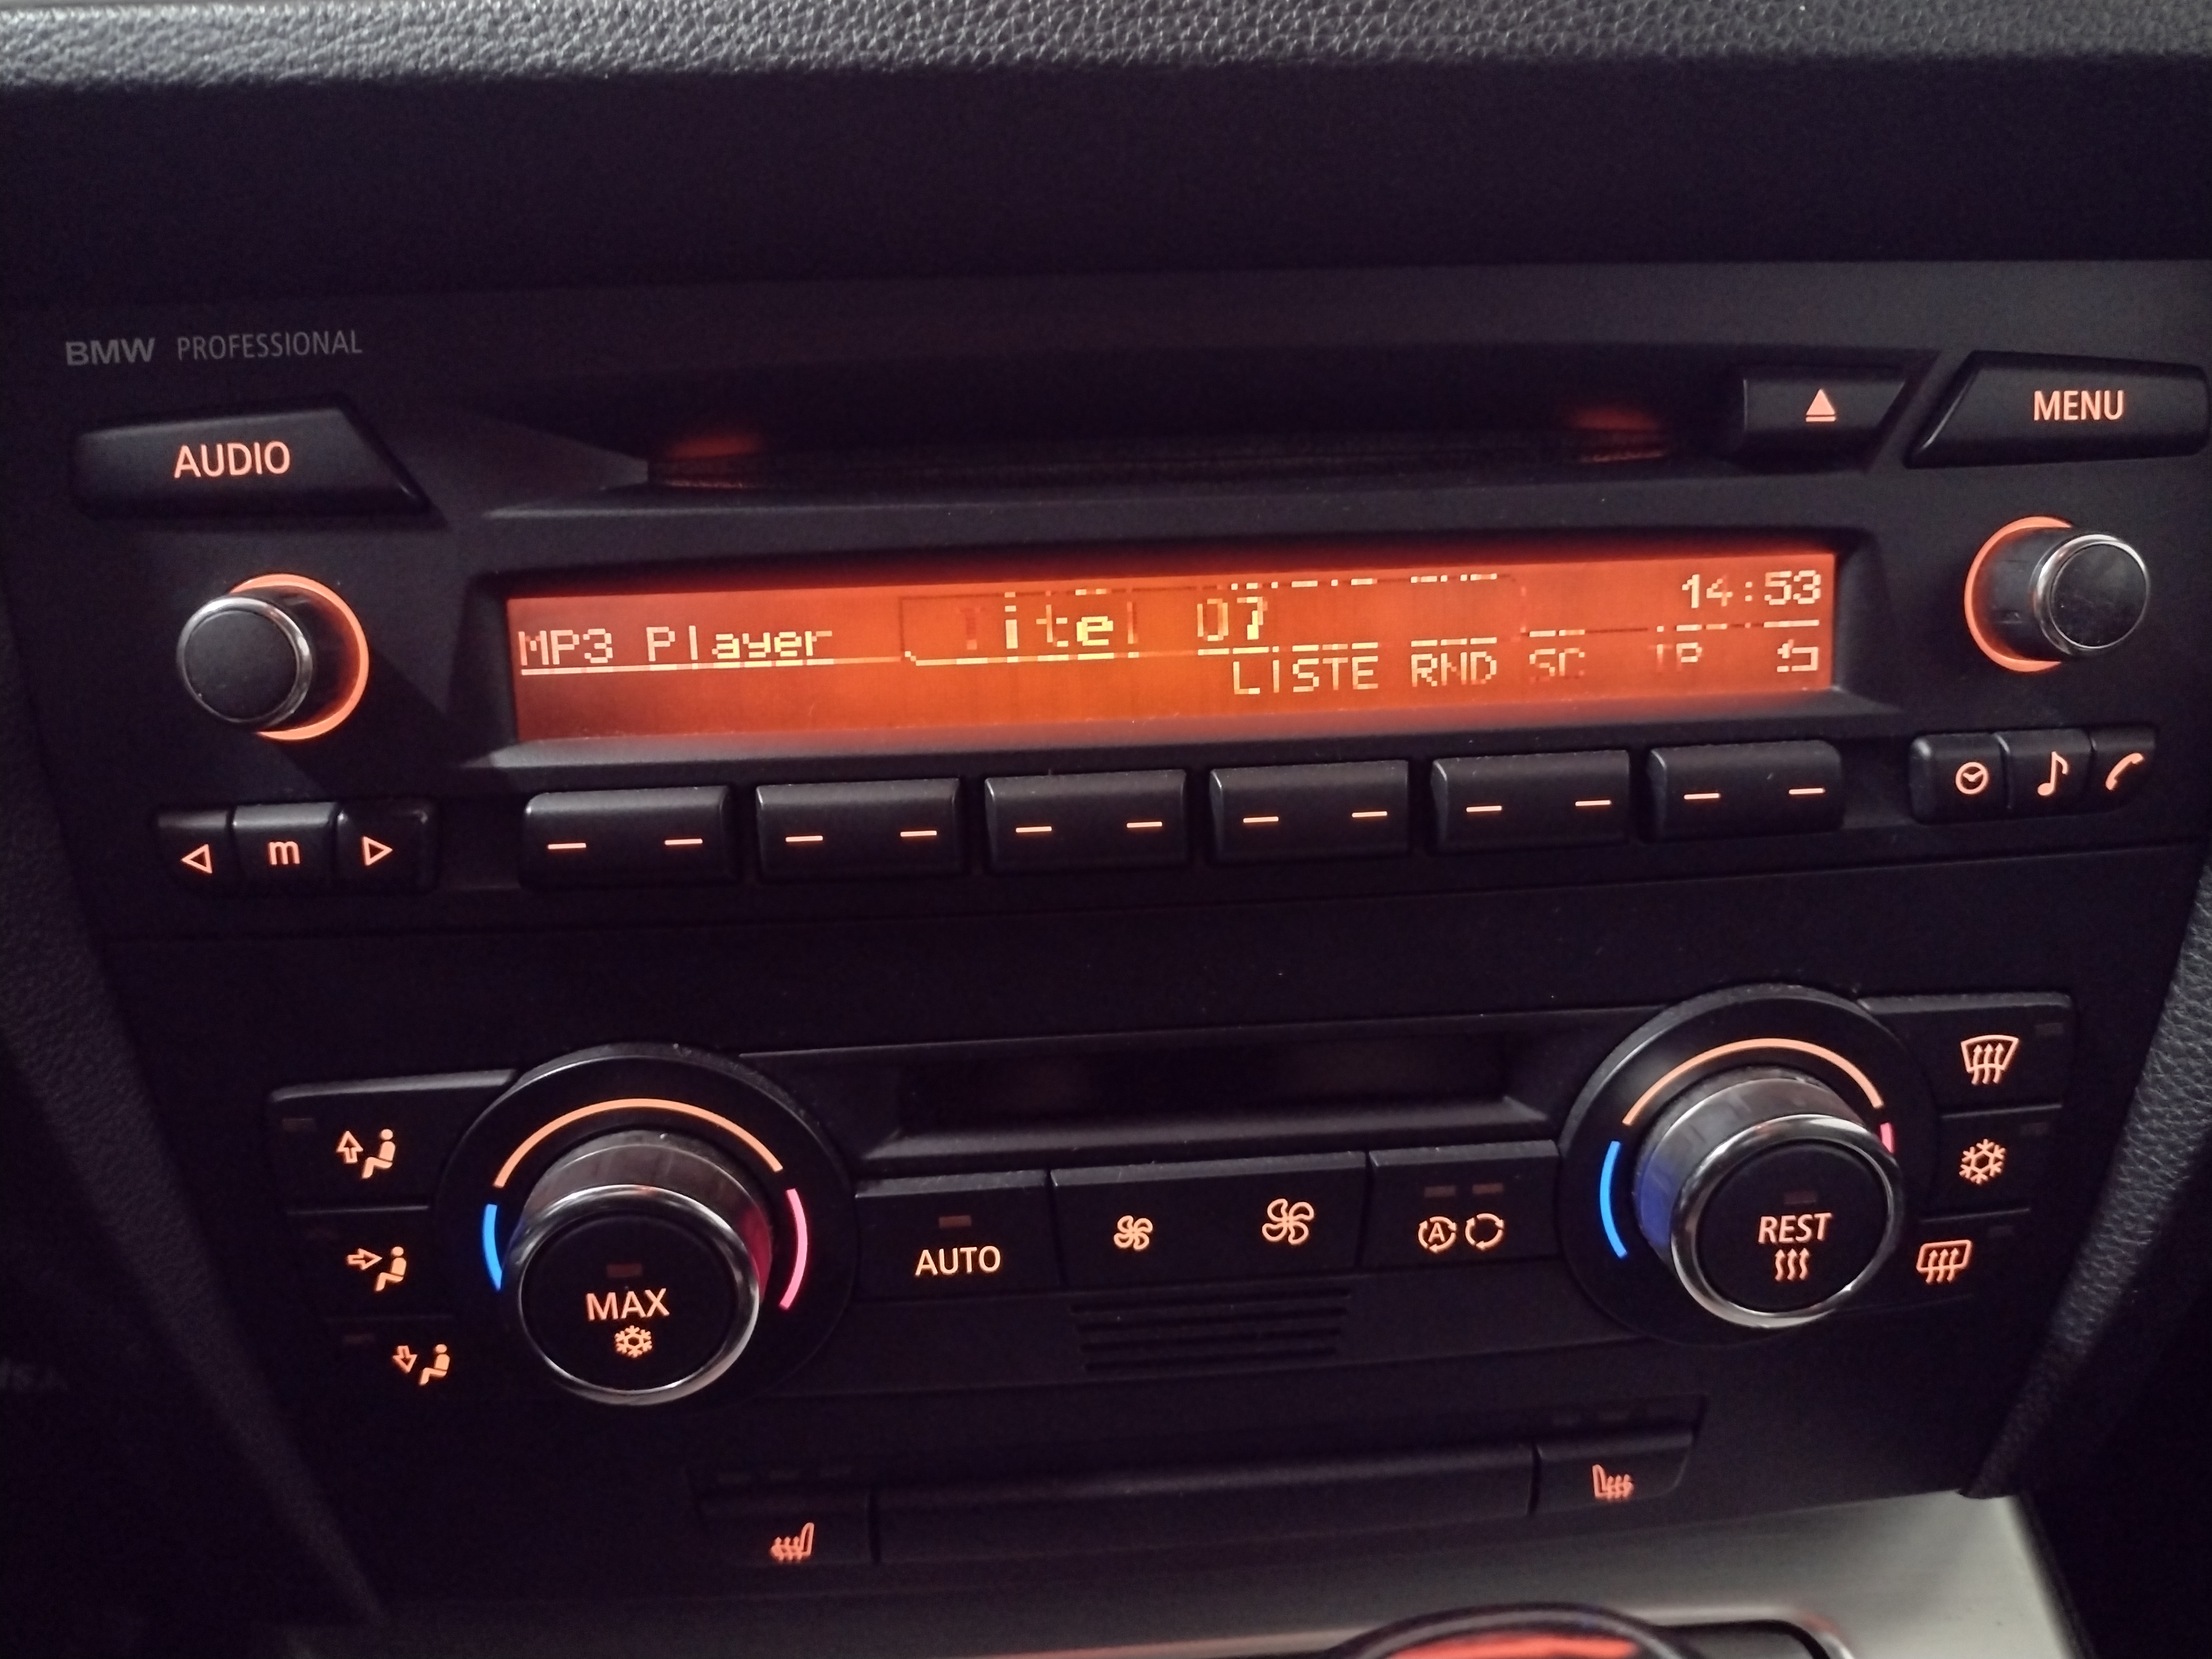 BMW PROFESSIONAL
AUDIO
MENU
14:53
MP3 Player Titel 07
LISTE RND SC TP
m
AUTO
MAX
A
REST